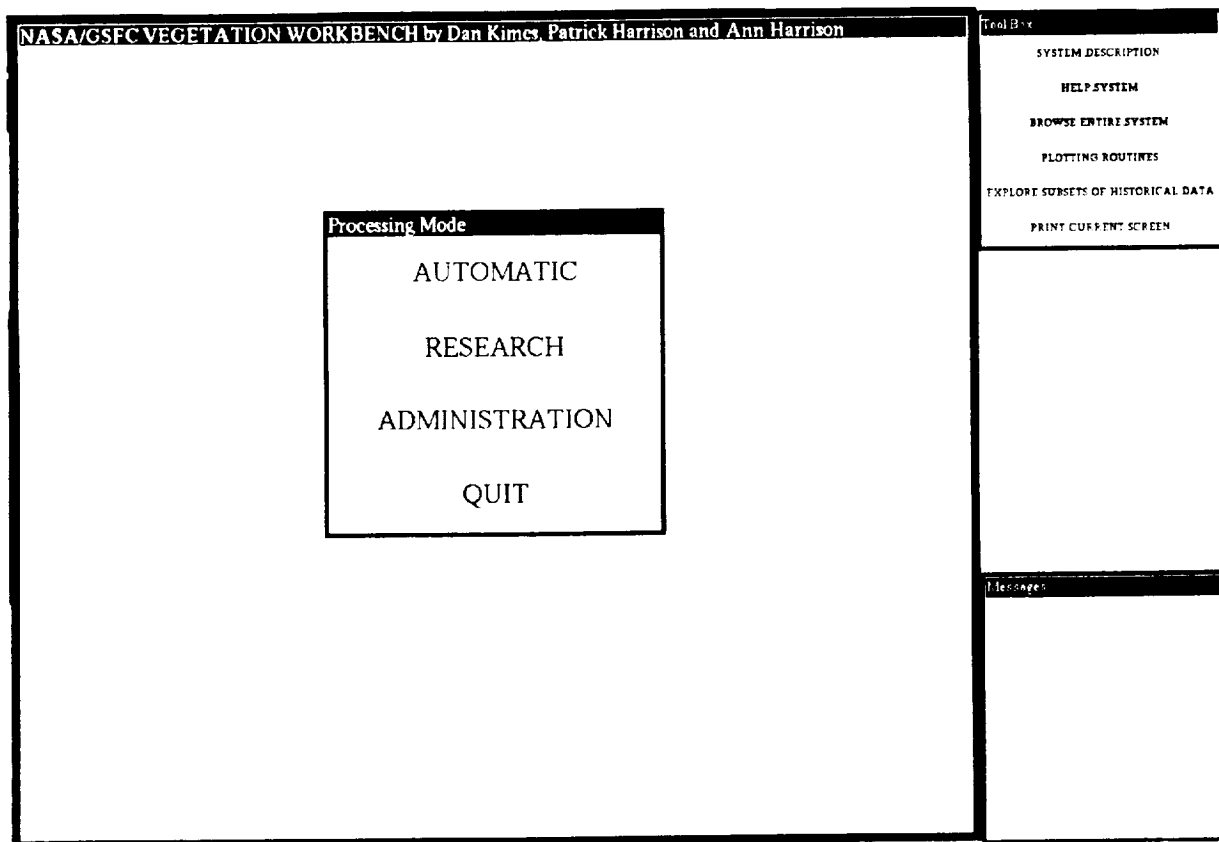 NASA/GSFC VEGETATION WORKBENCH by Dan Kimes, Patrick Harrison and Ann Harrison
Processing Mode
AUTOMATIC
RESEARCH
ADMINISTRATION
QUIT
Tool Box
SYSTEM DESCRIPTION
HELP SYSTEM
BROWSE ENTIRE SYSTEM
PLOTTING ROUTINES
EXPLORE SUBSETS OF HISTORICAL DATA
PRINT CURRENT SCREEN
Messages